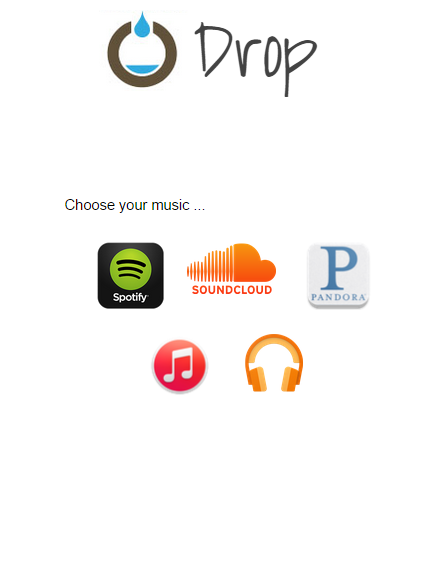 Drop
Choose your music ...
Spotify
SOUNDCLOUD
P
PANDORA